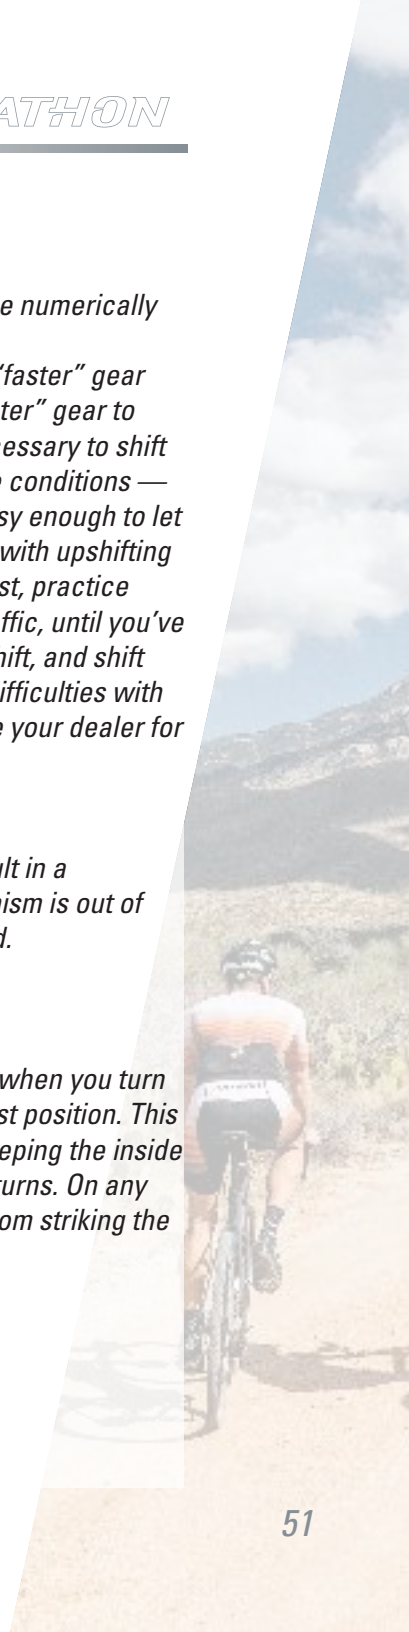 ATHON
e numerically
“faster” gear
ter” gear to
essary to shift
conditions —
sy enough to let
with upshifting
st, practice
ffic, until you’ve
hift, and shift
ifficulties with
e your dealer for
ult in a
ism is out of
d.
when you turn
st position. This
eping the inside
turns. On any
om striking the
51